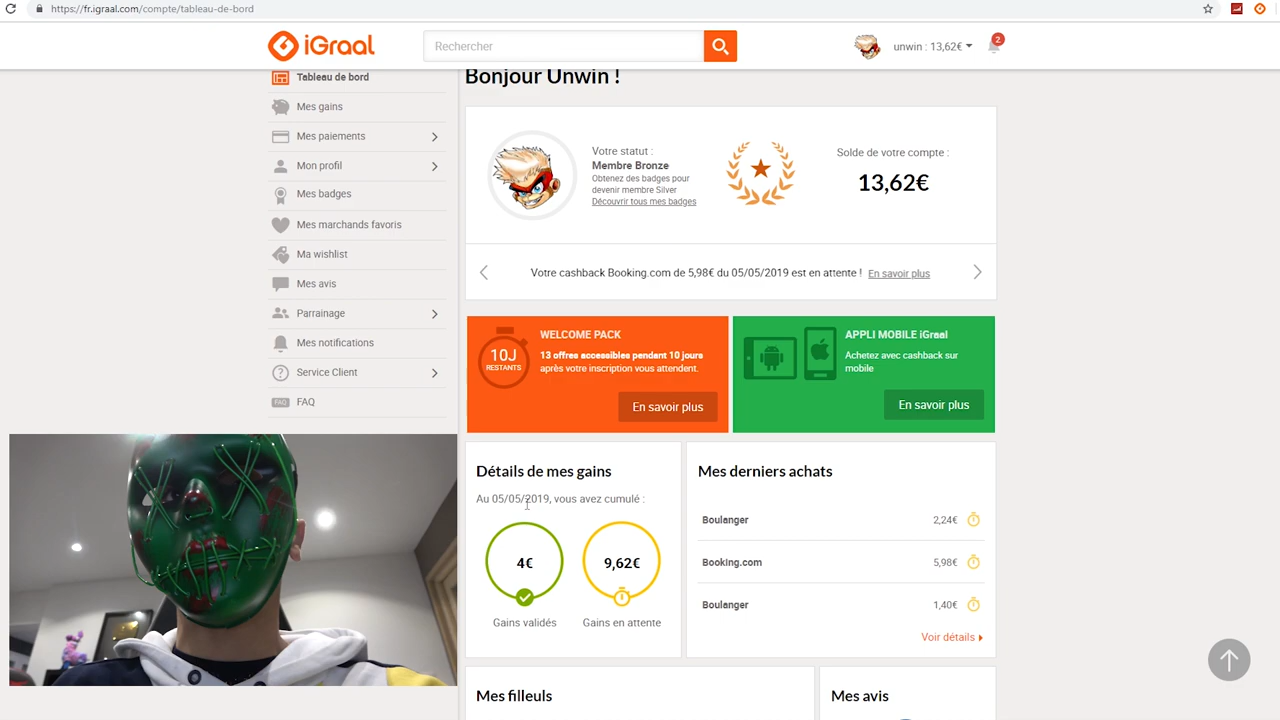 https://fr.igraal.com/compte/tableau-de-bord
iGraal
Rechercher
unwin : 13,62€
2
Tableau de bord
Mes gains
Mes paiements
Mon profil
Mes badges
Mes marchands favoris
Ma wishlist
Mes avis
Parrainage
Mes notifications
Service Client
FAQ
FAQ
Bonjour Unwin !
Votre statut :
Membre Bronze
Obtenez des badges pour
devenir membre Silver
Découvrir tous mes badges
Solde de votre compte :
13,62€
Votre cashback Booking.com de 5,98€ du 05/05/2019 est en attente ! En savoir plus
10J
RESTANTS
WELCOME PACK
13 offres accessibles pendant 10 jours
après votre inscription vous attendent.
En savoir plus
APPLI MOBILE iGraal
Achetez avec cashback sur
mobile
En savoir plus
Détails de mes gains
Au 05/05/2019, vous avez cumulé :
4€
9,62€
Gains validés
Gains en attente
Mes derniers achats
Boulanger 2,24€
Booking.com 5,98€
Boulanger 1,40€
Voir détails
Mes filleuls
Mes avis